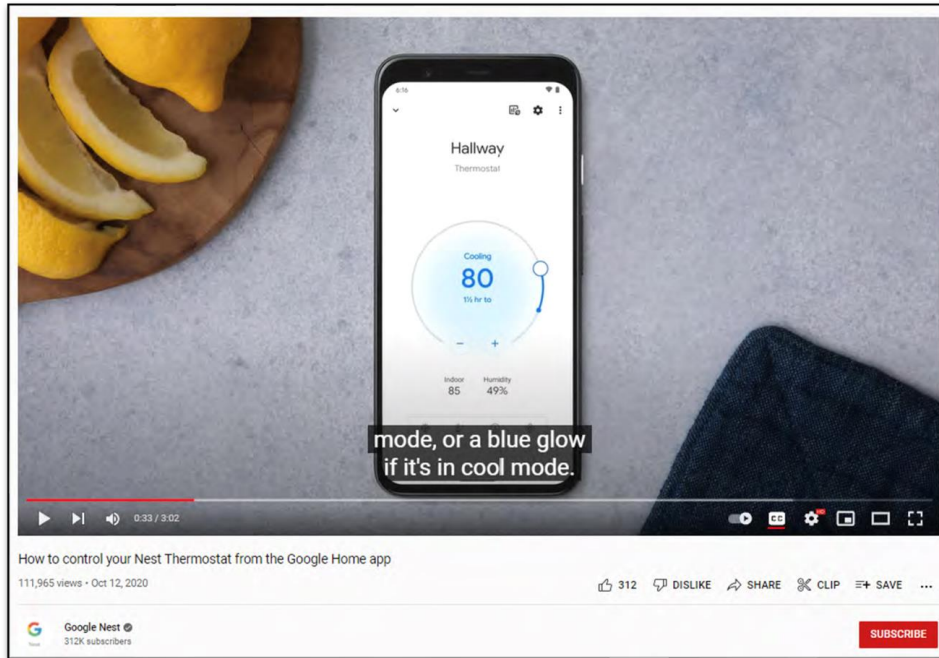 6:16
Hallway
Thermostat
Cooling
80
1½ hr to
− +
Indoor Humidity
85 49%
mode, or a blue glow
if it's in cool mode.
0:33 / 3:02
CC HD
How to control your Nest Thermostat from the Google Home app
111,965 views • Oct 12, 2020
312 DISLIKE SHARE CLIP SAVE ...
Google Nest
312K subscribers
SUBSCRIBE